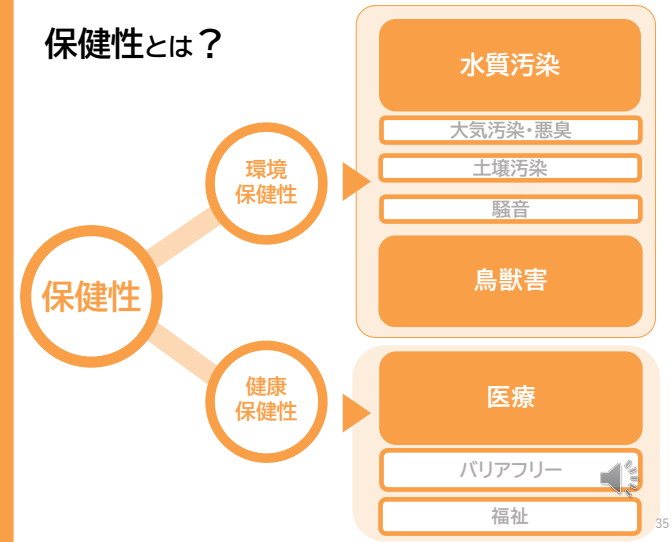 保健性とは？
保健性
環境
保健性
水質汚染
大気汚染・悪臭
土壌汚染
騒音
鳥獣害
健康
保健性
医療
バリアフリー
福祉
35